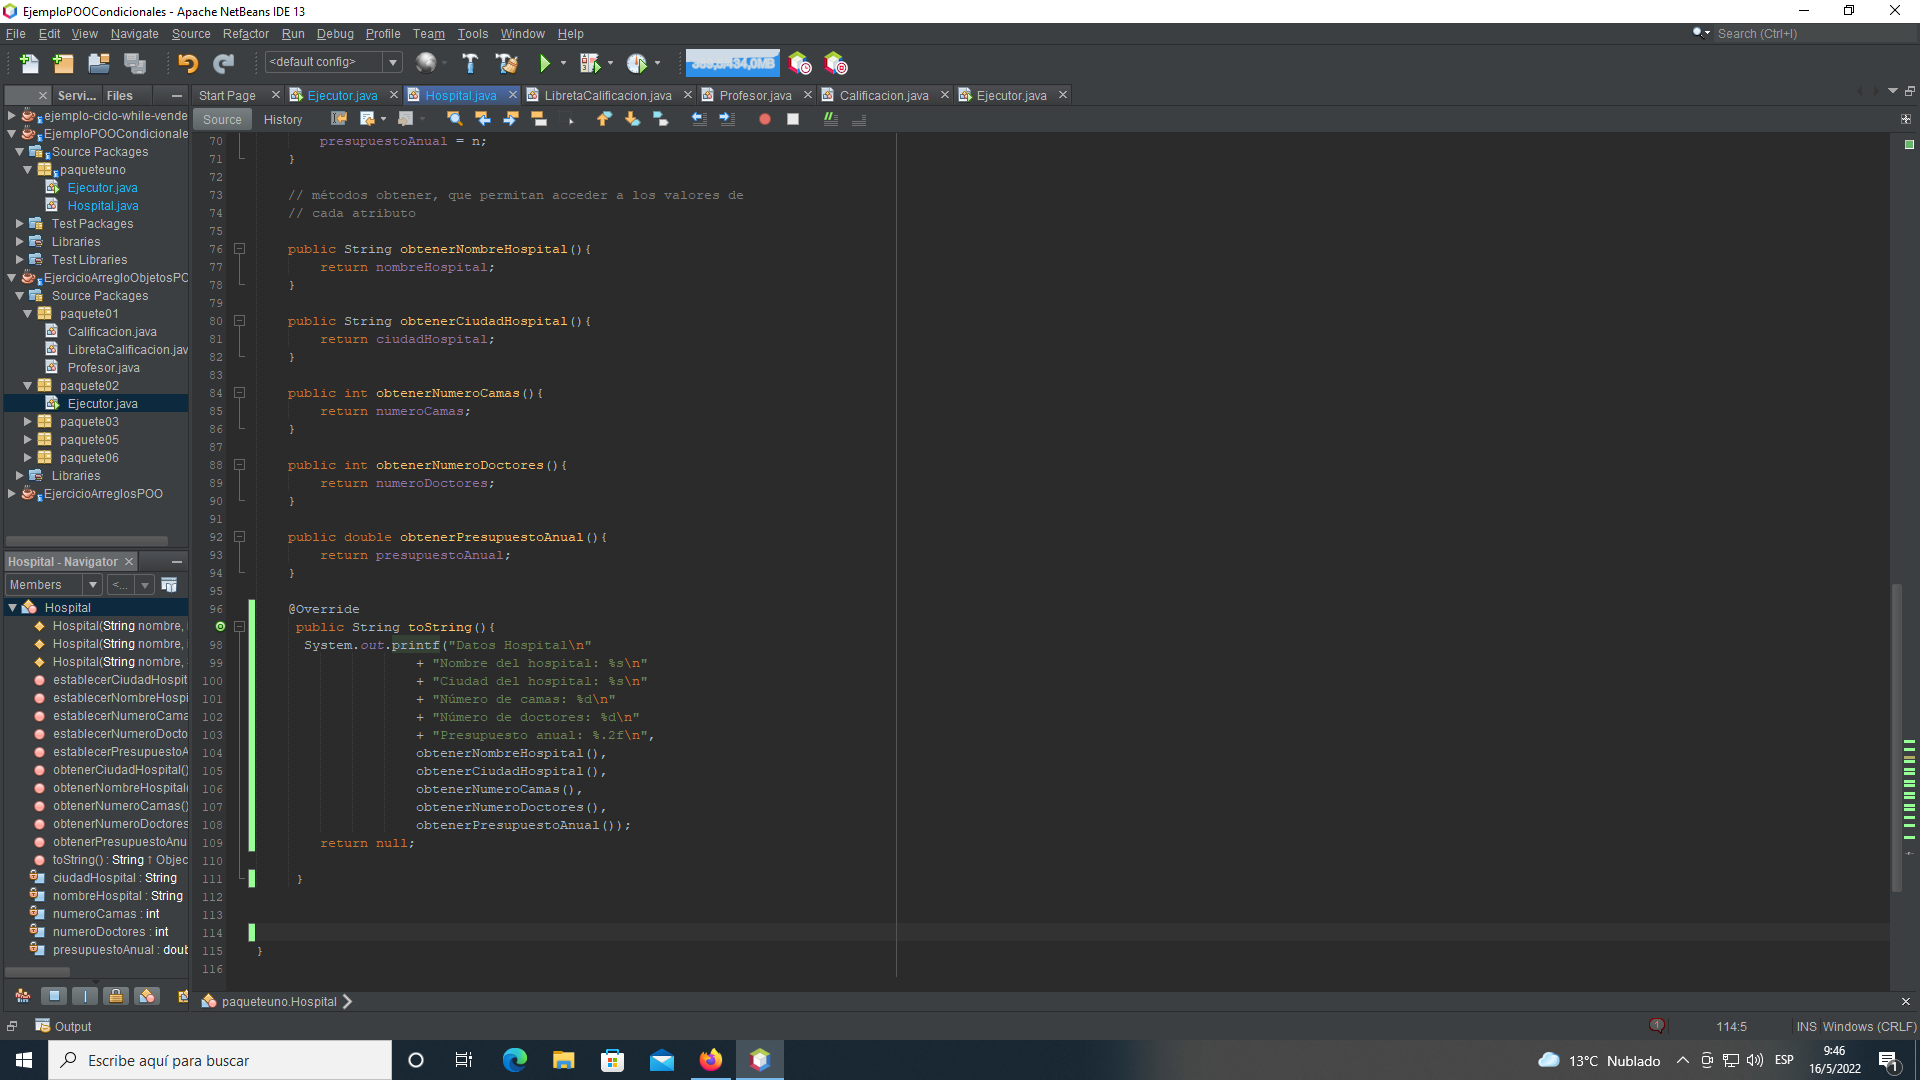 EjemploPOOCondicionales - Apache NetBeans IDE 13
File Edit View Navigate Source Refactor Run Debug Profile Team Tools Window Help
Search (Ctrl+I)
<default config>
Servi... Files
Start Page Ejecutor.java Hospital.java LibretaCalificacion.java Profesor.java Calificacion.java Ejecutor.java
Source History
ejemplo-ciclo-while-vende
EjemploPOOCondicionale
Source Packages
paqueteuno
Ejecutor.java
Hospital.java
Test Packages
Libraries
Test Libraries
EjercicioArregloObjetosPO
Source Packages
paquete01
Calificacion.java
LibretaCalificacion.jav
Profesor.java
paquete02
Ejecutor.java
paquete03
paquete05
paquete06
Libraries
EjercicioArreglosPOO
Hospital - Navigator
Members <...
Hospital
Hospital(String nombre,
Hospital(String nombre,
Hospital(String nombre,
establecerCiudadHospit
establecerNombreHospi
establecerNumeroCama
establecerNumeroDocto
establecerPresupuestoA
obtenerCiudadHospital()
obtenerNombreHospital(
obtenerNumeroCamas()
obtenerNumeroDoctores
obtenerPresupuestoAnu
toString() : String ↑ Objec
ciudadHospital : String
nombreHospital : String
numeroCamas : int
numeroDoctores : int
presupuestoAnual : doub
70 presupuestoAnual = n;
71 }
72
73 // métodos obtener, que permitan acceder a los valores de
74 // cada atributo
75
76 public String obtenerNombreHospital(){
77 return nombreHospital;
78 }
79
80 public String obtenerCiudadHospital(){
81 return ciudadHospital;
82 }
83
84 public int obtenerNumeroCamas(){
85 return numeroCamas;
86 }
87
88 public int obtenerNumeroDoctores(){
89 return numeroDoctores;
90 }
91
92 public double obtenerPresupuestoAnual(){
93 return presupuestoAnual;
94 }
95
96 @Override
public String toString(){
98 System.out.printf("Datos Hospital\n"
99 + "Nombre del hospital: %s\n"
100 + "Ciudad del hospital: %s\n"
101 + "Número de camas: %d\n"
102 + "Número de doctores: %d\n"
103 + "Presupuesto anual: %.2f\n",
104 obtenerNombreHospital(),
105 obtenerCiudadHospital(),
106 obtenerNumeroCamas(),
107 obtenerNumeroDoctores(),
108 obtenerPresupuestoAnual());
109 return null;
110
111 }
112
113
114
115 }
116
paqueteuno.Hospital
Output
1 114:5 INS Windows (CRLF)
Escribe aquí para buscar
13°C Nublado ESP
9:46
16/5/2022
1